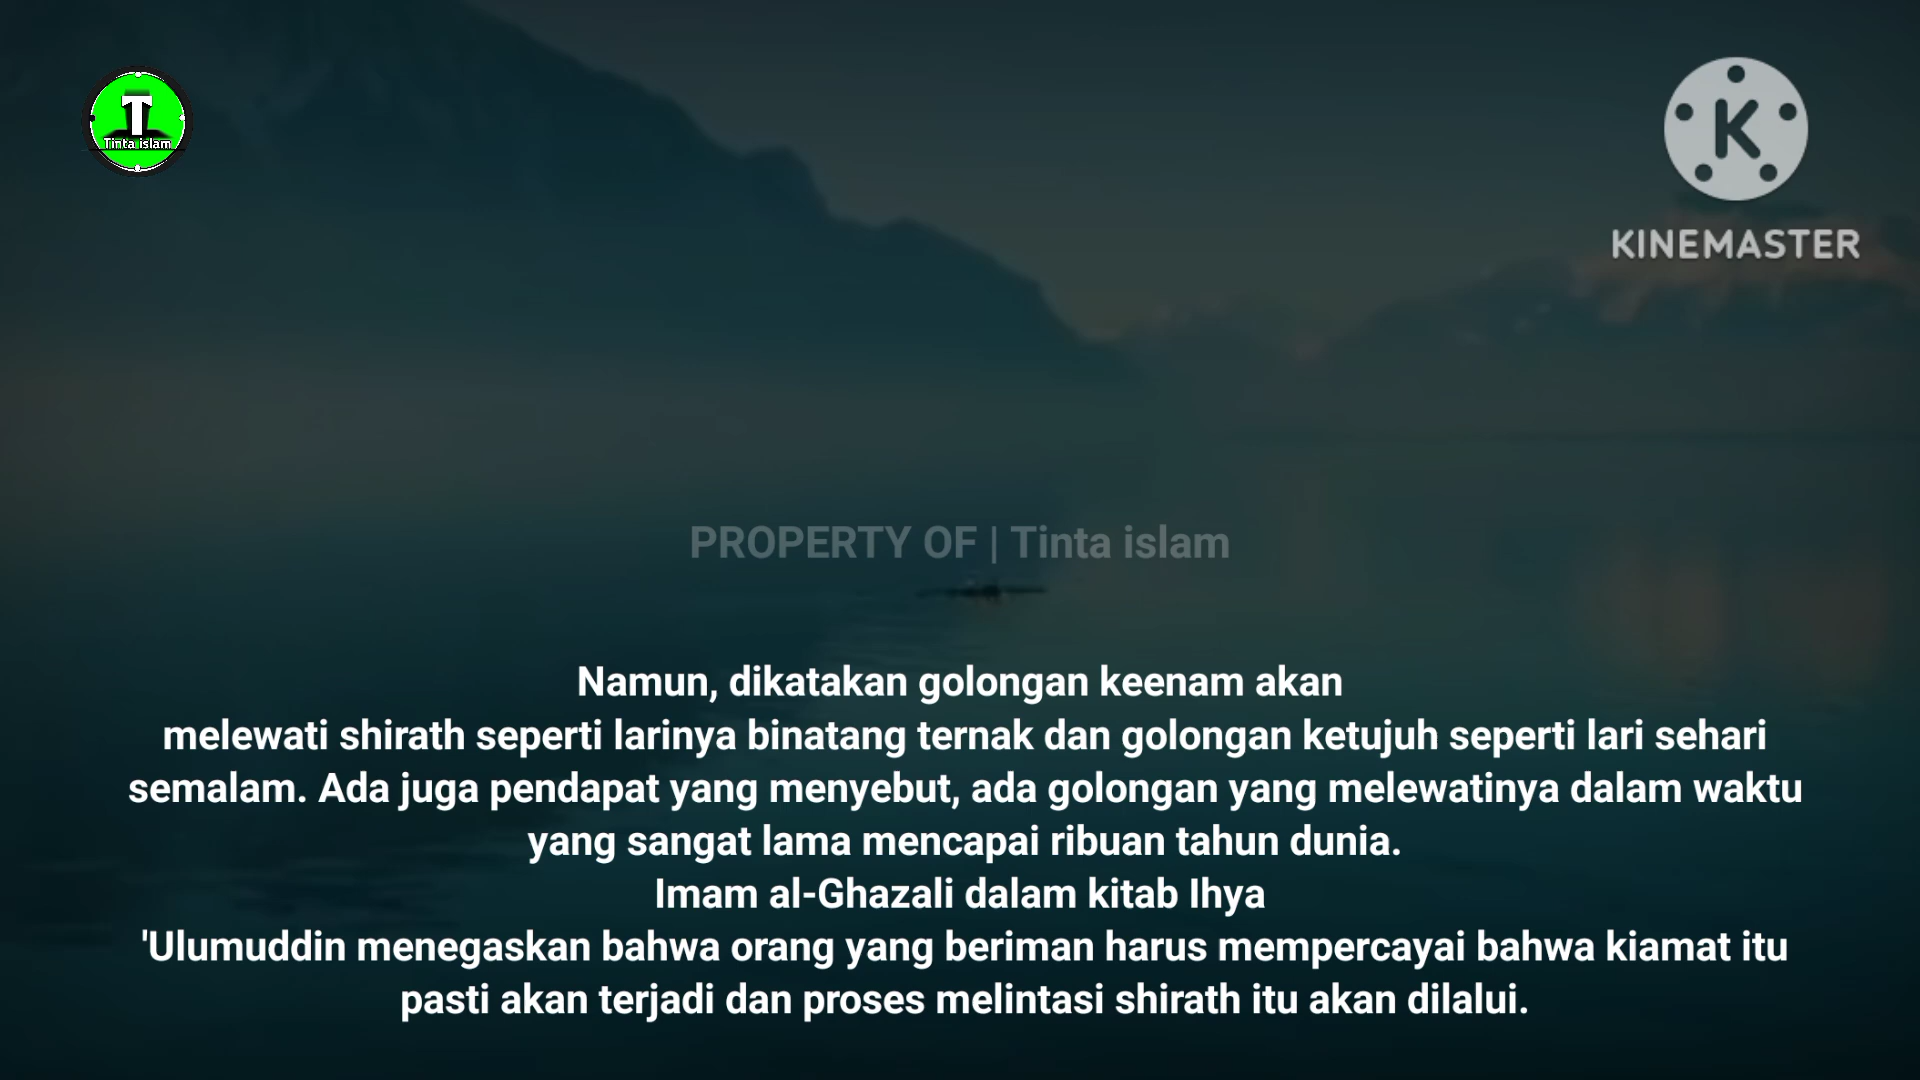 T
Tinta islam
K
KINEMASTER
PROPERTY OF | Tinta islam
Namun, dikatakan golongan keenam akan
melewati shirath seperti larinya binatang ternak dan golongan ketujuh seperti lari sehari
semalam. Ada juga pendapat yang menyebut, ada golongan yang melewatinya dalam waktu
yang sangat lama mencapai ribuan tahun dunia.
Imam al-Ghazali dalam kitab Ihya
'Ulumuddin menegaskan bahwa orang yang beriman harus mempercayai bahwa kiamat itu
pasti akan terjadi dan proses melintasi shirath itu akan dilalui.